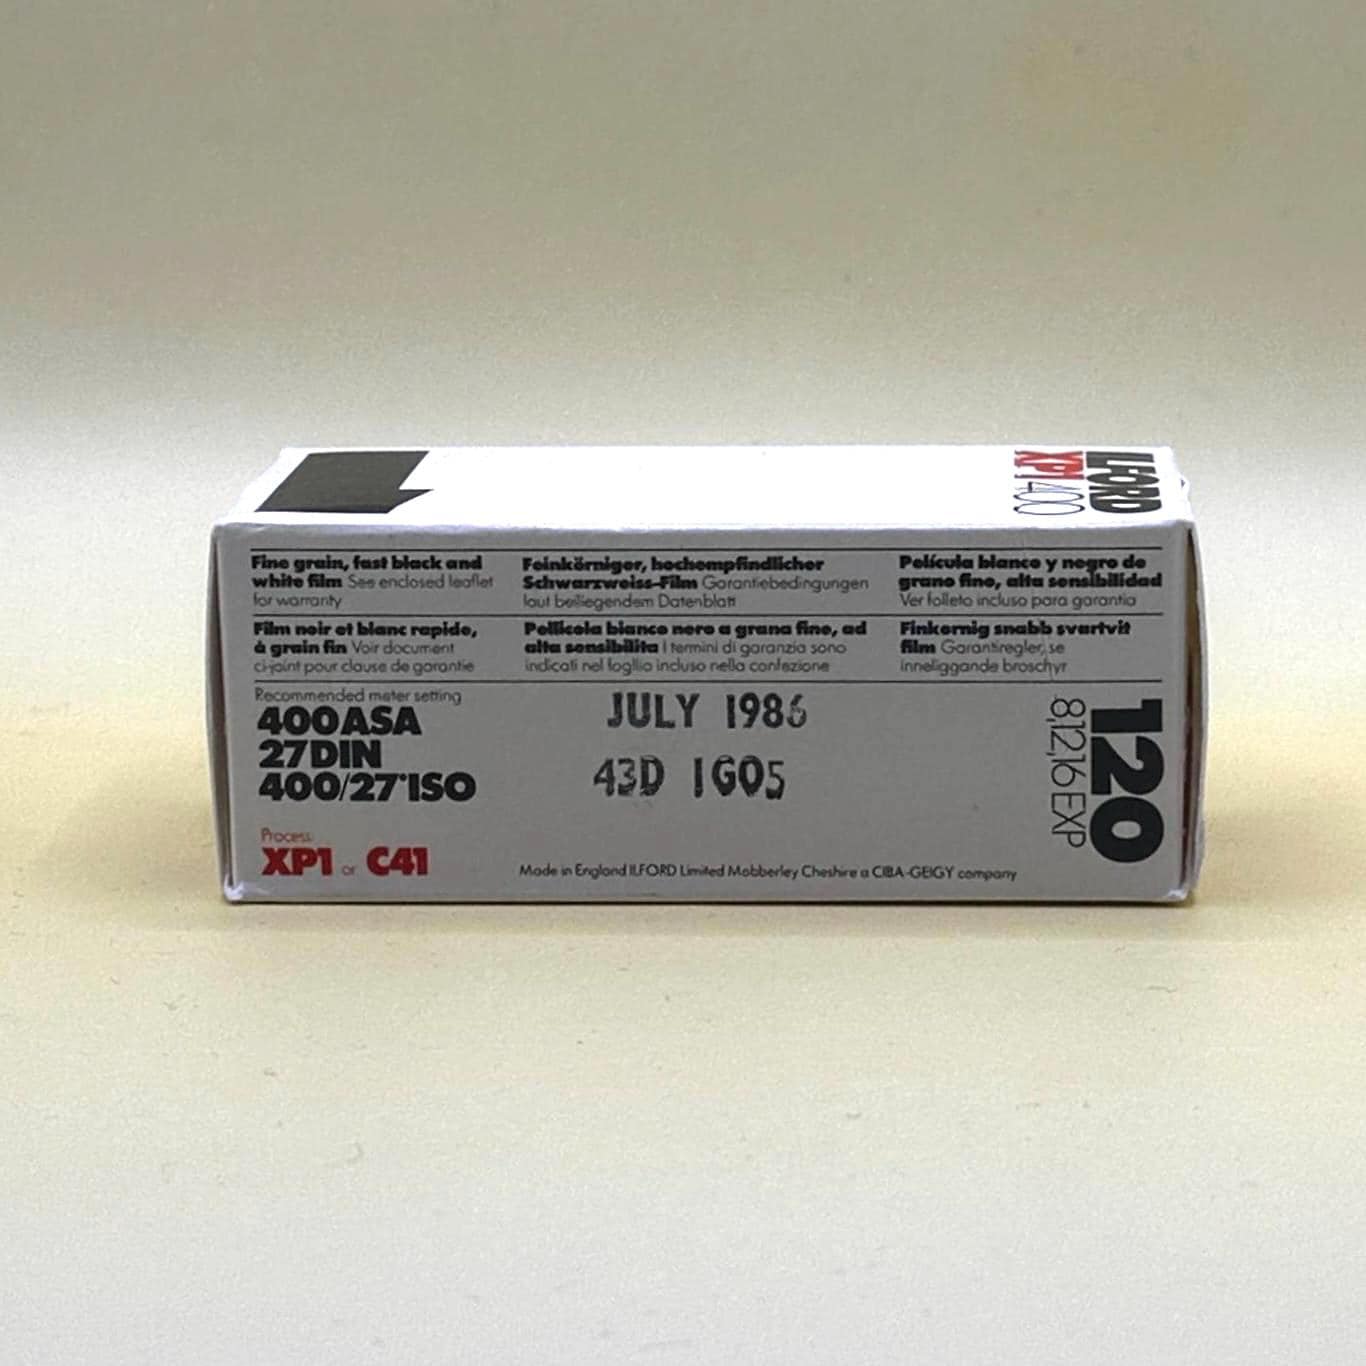 ILFORD
XP1 400
Fine grain, fast black and
white film See enclosed leaflet
for warranty
Feinkörniger, hochempfindlicher
Schwarzweiss-Film Garantiebedingungen
laut beiliegendem Datenblatt
Película blanco y negro de
grano fino, alta sensibilidad
Ver folleto incluso para garantia
Film noir et blanc rapide,
à grain fin Voir document
ci-joint pour clause de garantie
Pellicola bianco nero a grana fine, ad
alta sensibilita I termini di garanzia sono
indicati nel foglio incluso nella confezione
Finkornig snabb svartvit
film Garantiregler, se
inneliggande broschyr
Recommended meter setting
400ASA
27DIN
400/27°ISO
JULY 1986
43D 1G05
120
8,12,16 EXP
Process:
XP1 or C41
Made in England ILFORD Limited Mobberley Cheshire a CIBA-GEIGY company